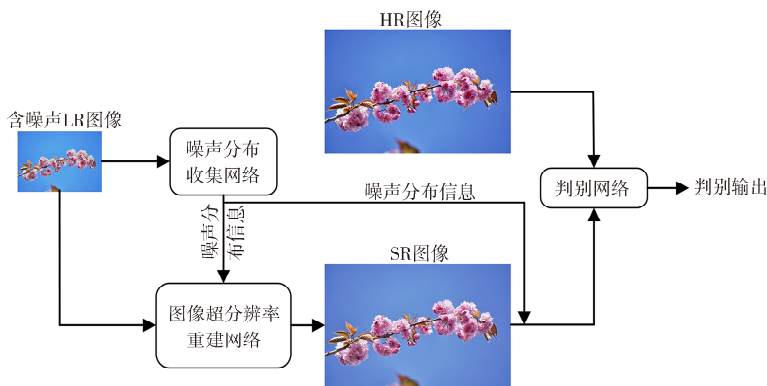 HR图像
含噪声LR图像
噪声分布
收集网络
噪声分布信息
判别网络
判别输出
噪声分
布信息
SR图像
图像超分辨率
重建网络